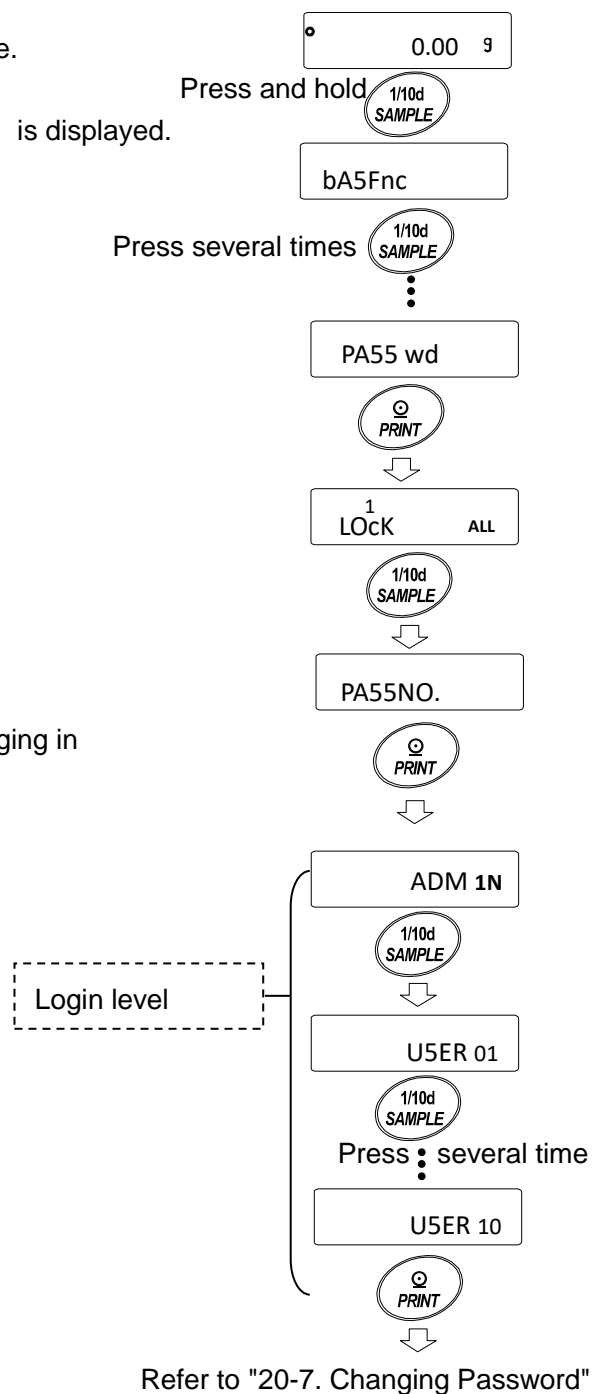 0.00 g
e.
Press and hold
1/10d
SAMPLE
is displayed.
bA5Fnc
Press several times
1/10d
SAMPLE
PA55 wd
PRINT
1
LOcK ALL
1/10d
SAMPLE
PA55NO.
ging in
PRINT
ADM 1N
1/10d
SAMPLE
Login level
U5ER 01
1/10d
SAMPLE
Press several time
U5ER 10
PRINT
Refer to "20-7. Changing Password"